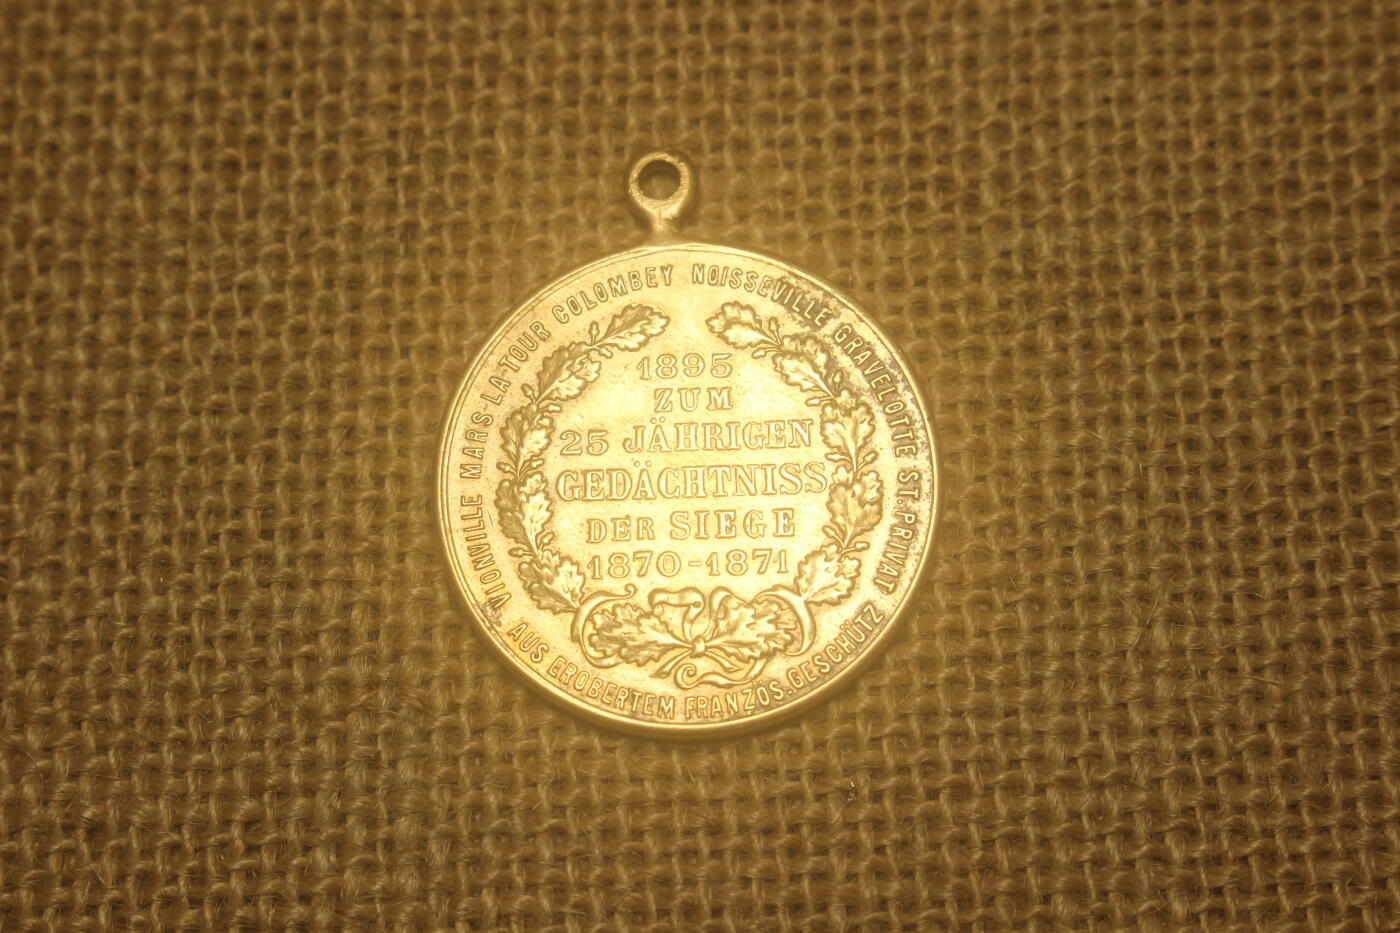 VIONVILLE MARS-LA-TOUR COLOMBEY NOISSEVILLE GRAVELOTTE ST. PRIVAT
1895
ZUM
25 JÄHRIGEN
GEDÄCHTNISS
DER SIEGE
1870-1871
AUS EROBERTEM FRANZÖS. GESCHÜTZ